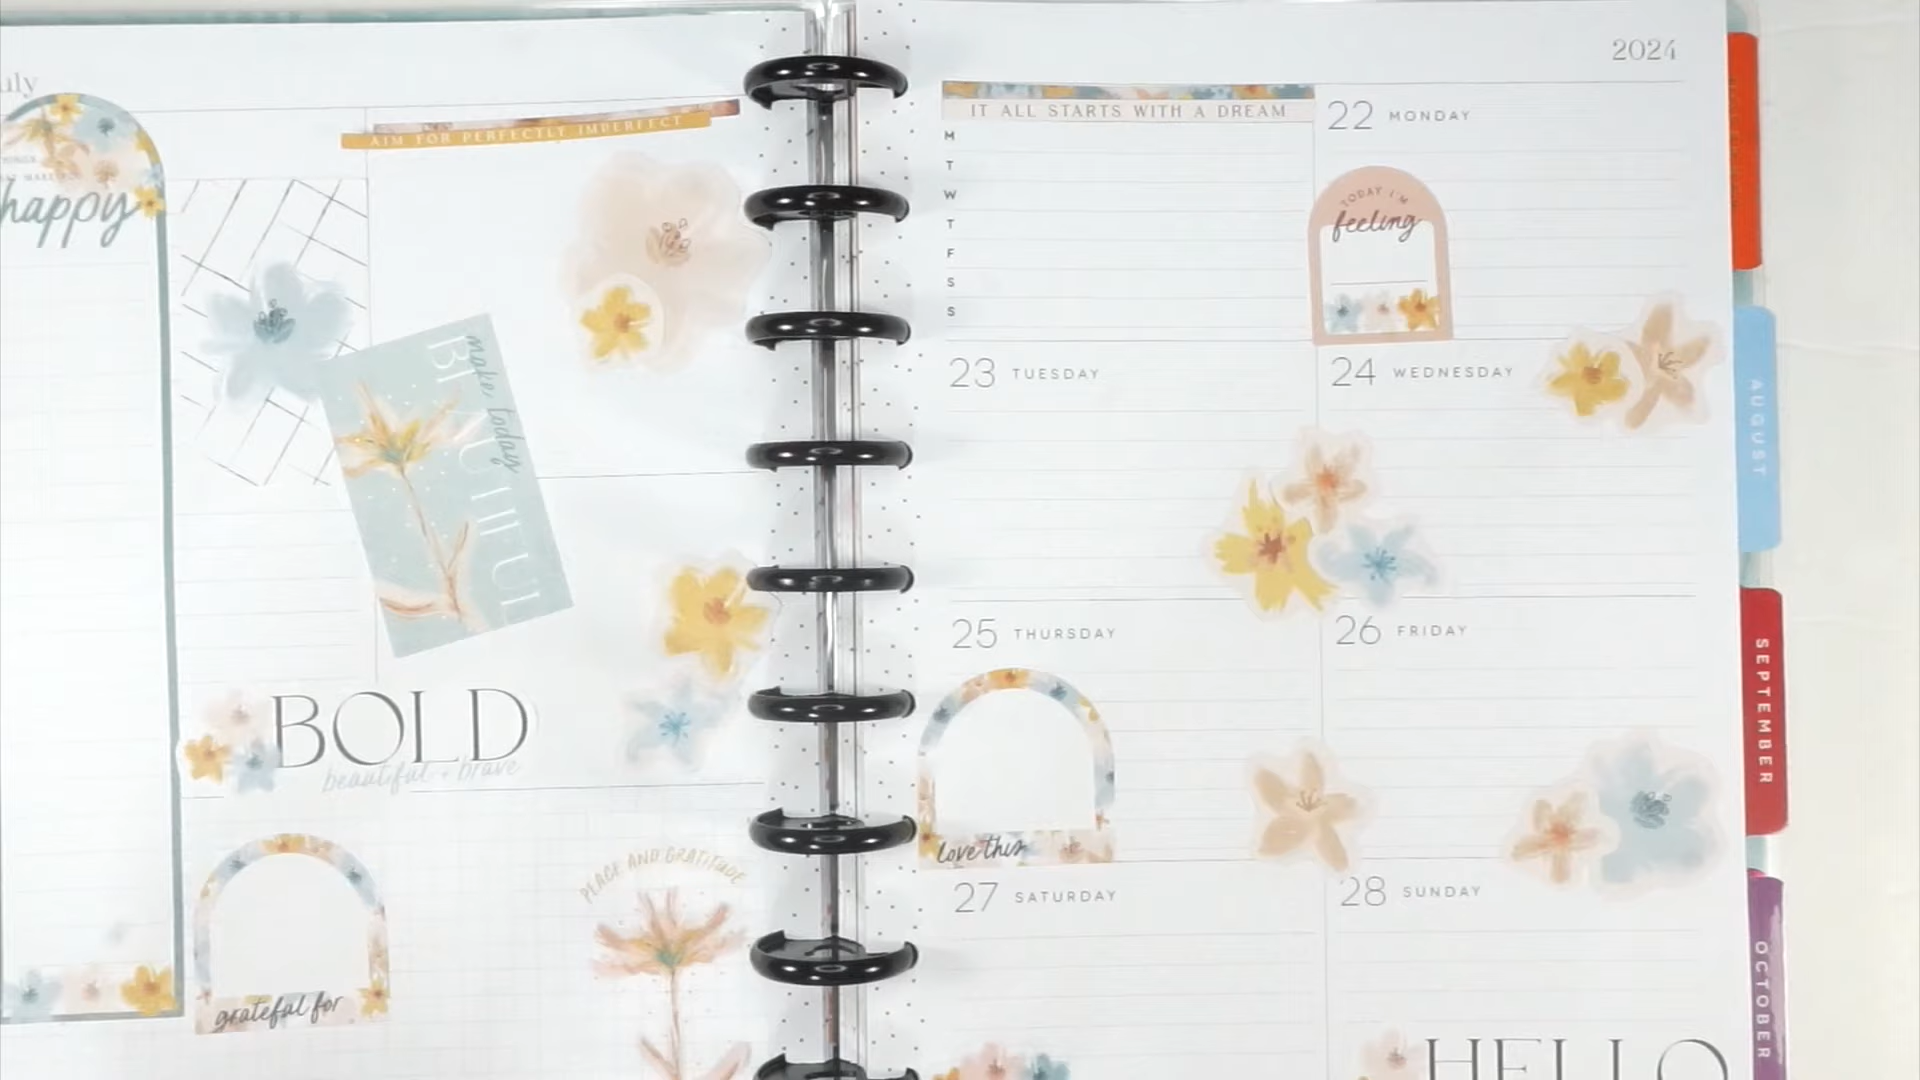 uly
happy
AIM FOR PERFECTLY IMPERFECT
make today
BEAUTIFUL
BOLD
beautiful + brave
grateful for
PEACE AND GRATITUDE
2024
IT ALL STARTS WITH A DREAM
M
T
W
T
F
S
S
22 MONDAY
TODAY I'M
feeling
23 TUESDAY
24 WEDNESDAY
25 THURSDAY
26 FRIDAY
love this
27 SATURDAY
28 SUNDAY
HELLO
AUGUST
SEPTEMBER
OCTOBER